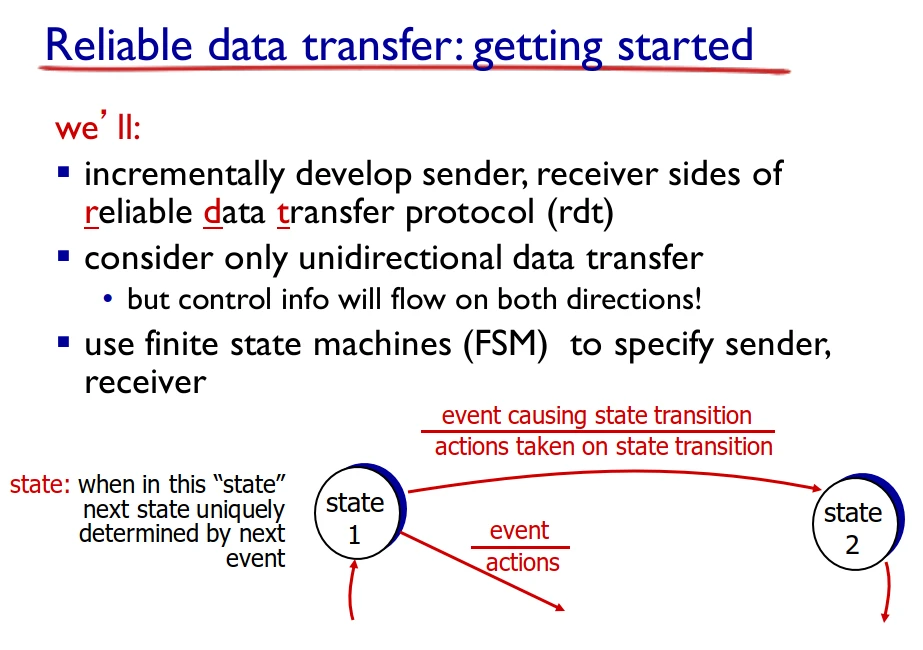 Reliable data transfer: getting started
we’ll:
▪ incrementally develop sender, receiver sides of
reliable data transfer protocol (rdt)
▪ consider only unidirectional data transfer
• but control info will flow on both directions!
▪ use finite state machines (FSM) to specify sender,
receiver
event causing state transition
actions taken on state transition
state: when in this “state”
next state uniquely
determined by next
event
state
1
event
actions
state
2